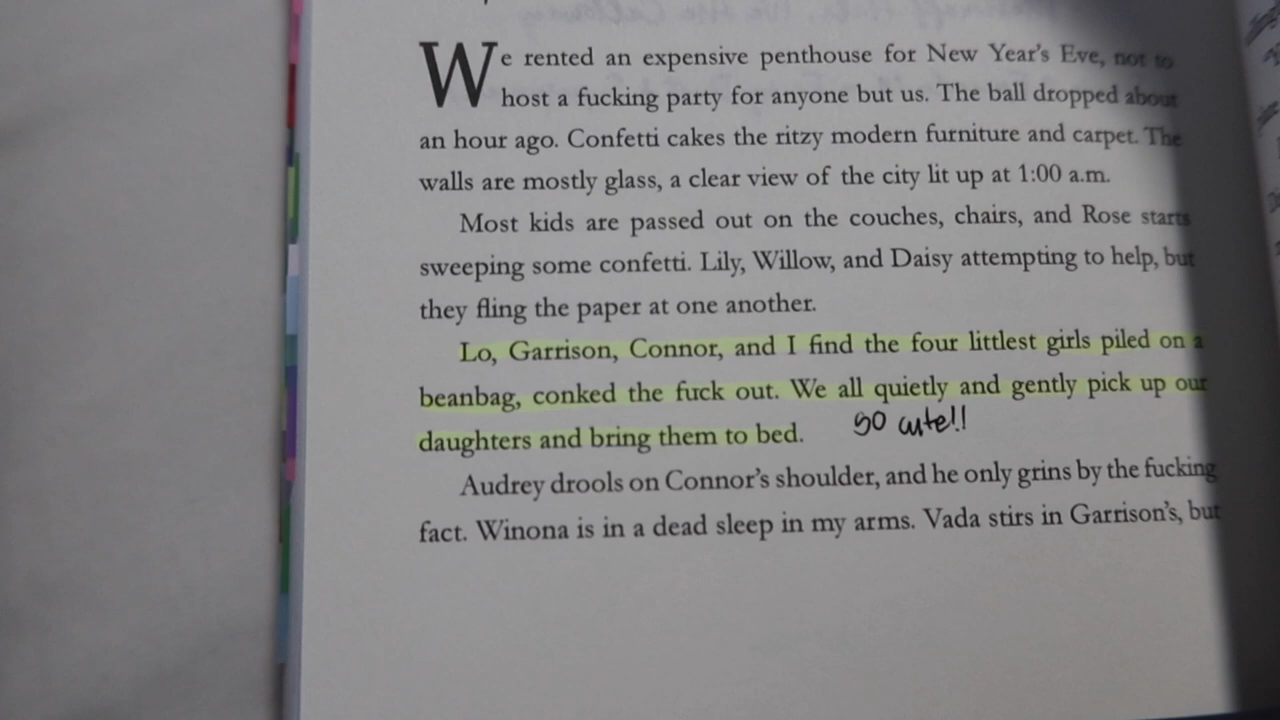 We rented an expensive penthouse for New Year's Eve, not to
host a fucking party for anyone but us. The ball dropped about
an hour ago. Confetti cakes the ritzy modern furniture and carpet. The
walls are mostly glass, a clear view of the city lit up at 1:00 a.m.
Most kids are passed out on the couches, chairs, and Rose starts
sweeping some confetti. Lily, Willow, and Daisy attempting to help, but
they fling the paper at one another.
Lo, Garrison, Connor, and I find the four littlest girls piled on a
beanbag, conked the fuck out. We all quietly and gently pick up our
daughters and bring them to bed. so cute!!
Audrey drools on Connor's shoulder, and he only grins by the fucking
fact. Winona is in a dead sleep in my arms. Vada stirs in Garrison's, but